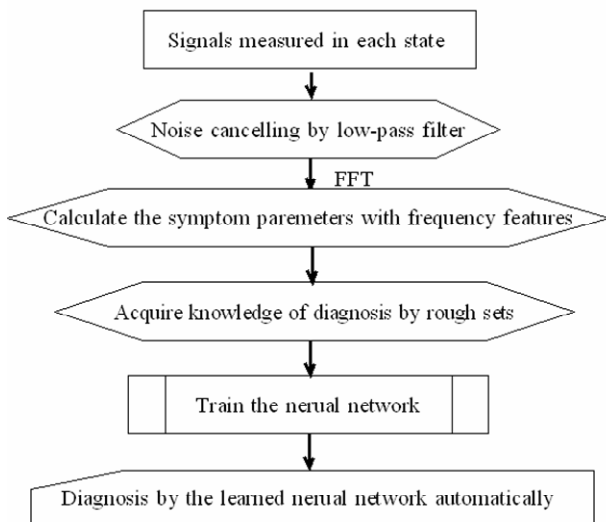 Signals measured in each state
Noise cancelling by low-pass filter
FFT
Calculate the symptom paremeters with frequency features
Acquire knowledge of diagnosis by rough sets
Train the nerual network
Diagnosis by the learned nerual network automatically